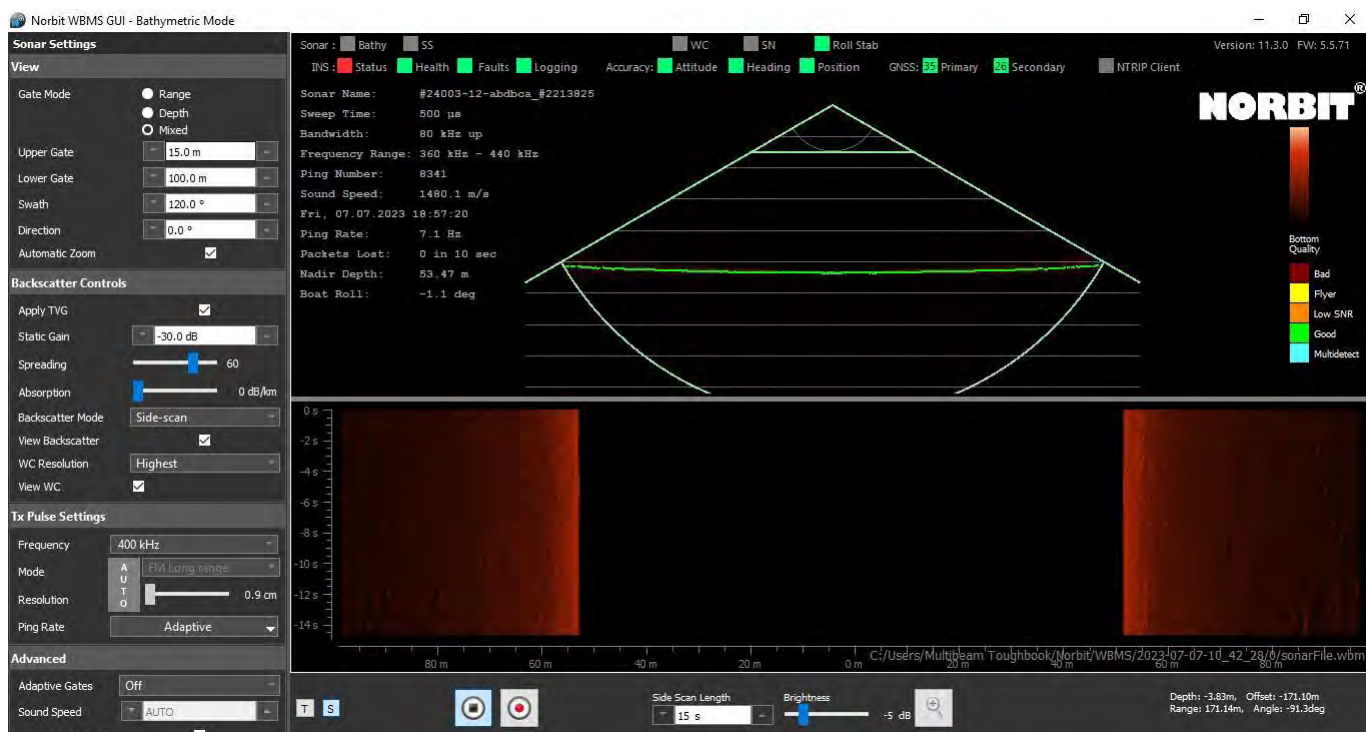 Norbit WBMS GUI - Bathymetric Mode
Sonar Settings
View
Gate Mode
Range
Depth
Mixed
Upper Gate 15.0 m
Lower Gate 100.0 m
Swath 120.0 °
Direction 0.0 °
Automatic Zoom
Backscatter Controls
Apply TVG
Static Gain -30.0 dB
Spreading 60
Absorption 0 dB/km
Backscatter Mode Side-scan
View Backscatter
WC Resolution Highest
View WC
Tx Pulse Settings
Frequency 400 kHz
Mode AUTO FM Long range
Resolution 0.9 cm
Ping Rate Adaptive
Advanced
Adaptive Gates Off
Sound Speed AUTO
Sonar : Bathy SS WC SN Roll Stab
Version: 11.3.0 FW: 5.5.71
INS : Status Health Faults Logging Accuracy: Attitude Heading Position GNSS: 35 Primary 26 Secondary NTRIP Client
Sonar Name: #24003-12-abdbca_#2213825
Sweep Time: 500 µs
Bandwidth: 80 kHz up
Frequency Range: 360 kHz - 440 kHz
Ping Number: 8341
Sound Speed: 1480.1 m/s
Fri, 07.07.2023 18:57:20
Ping Rate: 7.1 Hz
Packets Lost: 0 in 10 sec
Nadir Depth: 53.47 m
Boat Roll: -1.1 deg
NORBIT®
Bottom
Quality
Bad
Flyer
Low SNR
Good
Multidetect
0 s
-2 s
-4 s
-6 s
-8 s
-10 s
-12 s
-14 s
80 m 60 m 40 m 20 m 0 m 20 m 40 m 60 m 80 m
C:/Users/Multibeam Toughbook/Norbit/WBMS/2023-07-07-10_42_28/0/sonarFile.wbm
T S
Side Scan Length
15 s
Brightness
-5 dB
Depth: -3.83m, Offset: -171.10m
Range: 171.14m, Angle: -91.3deg